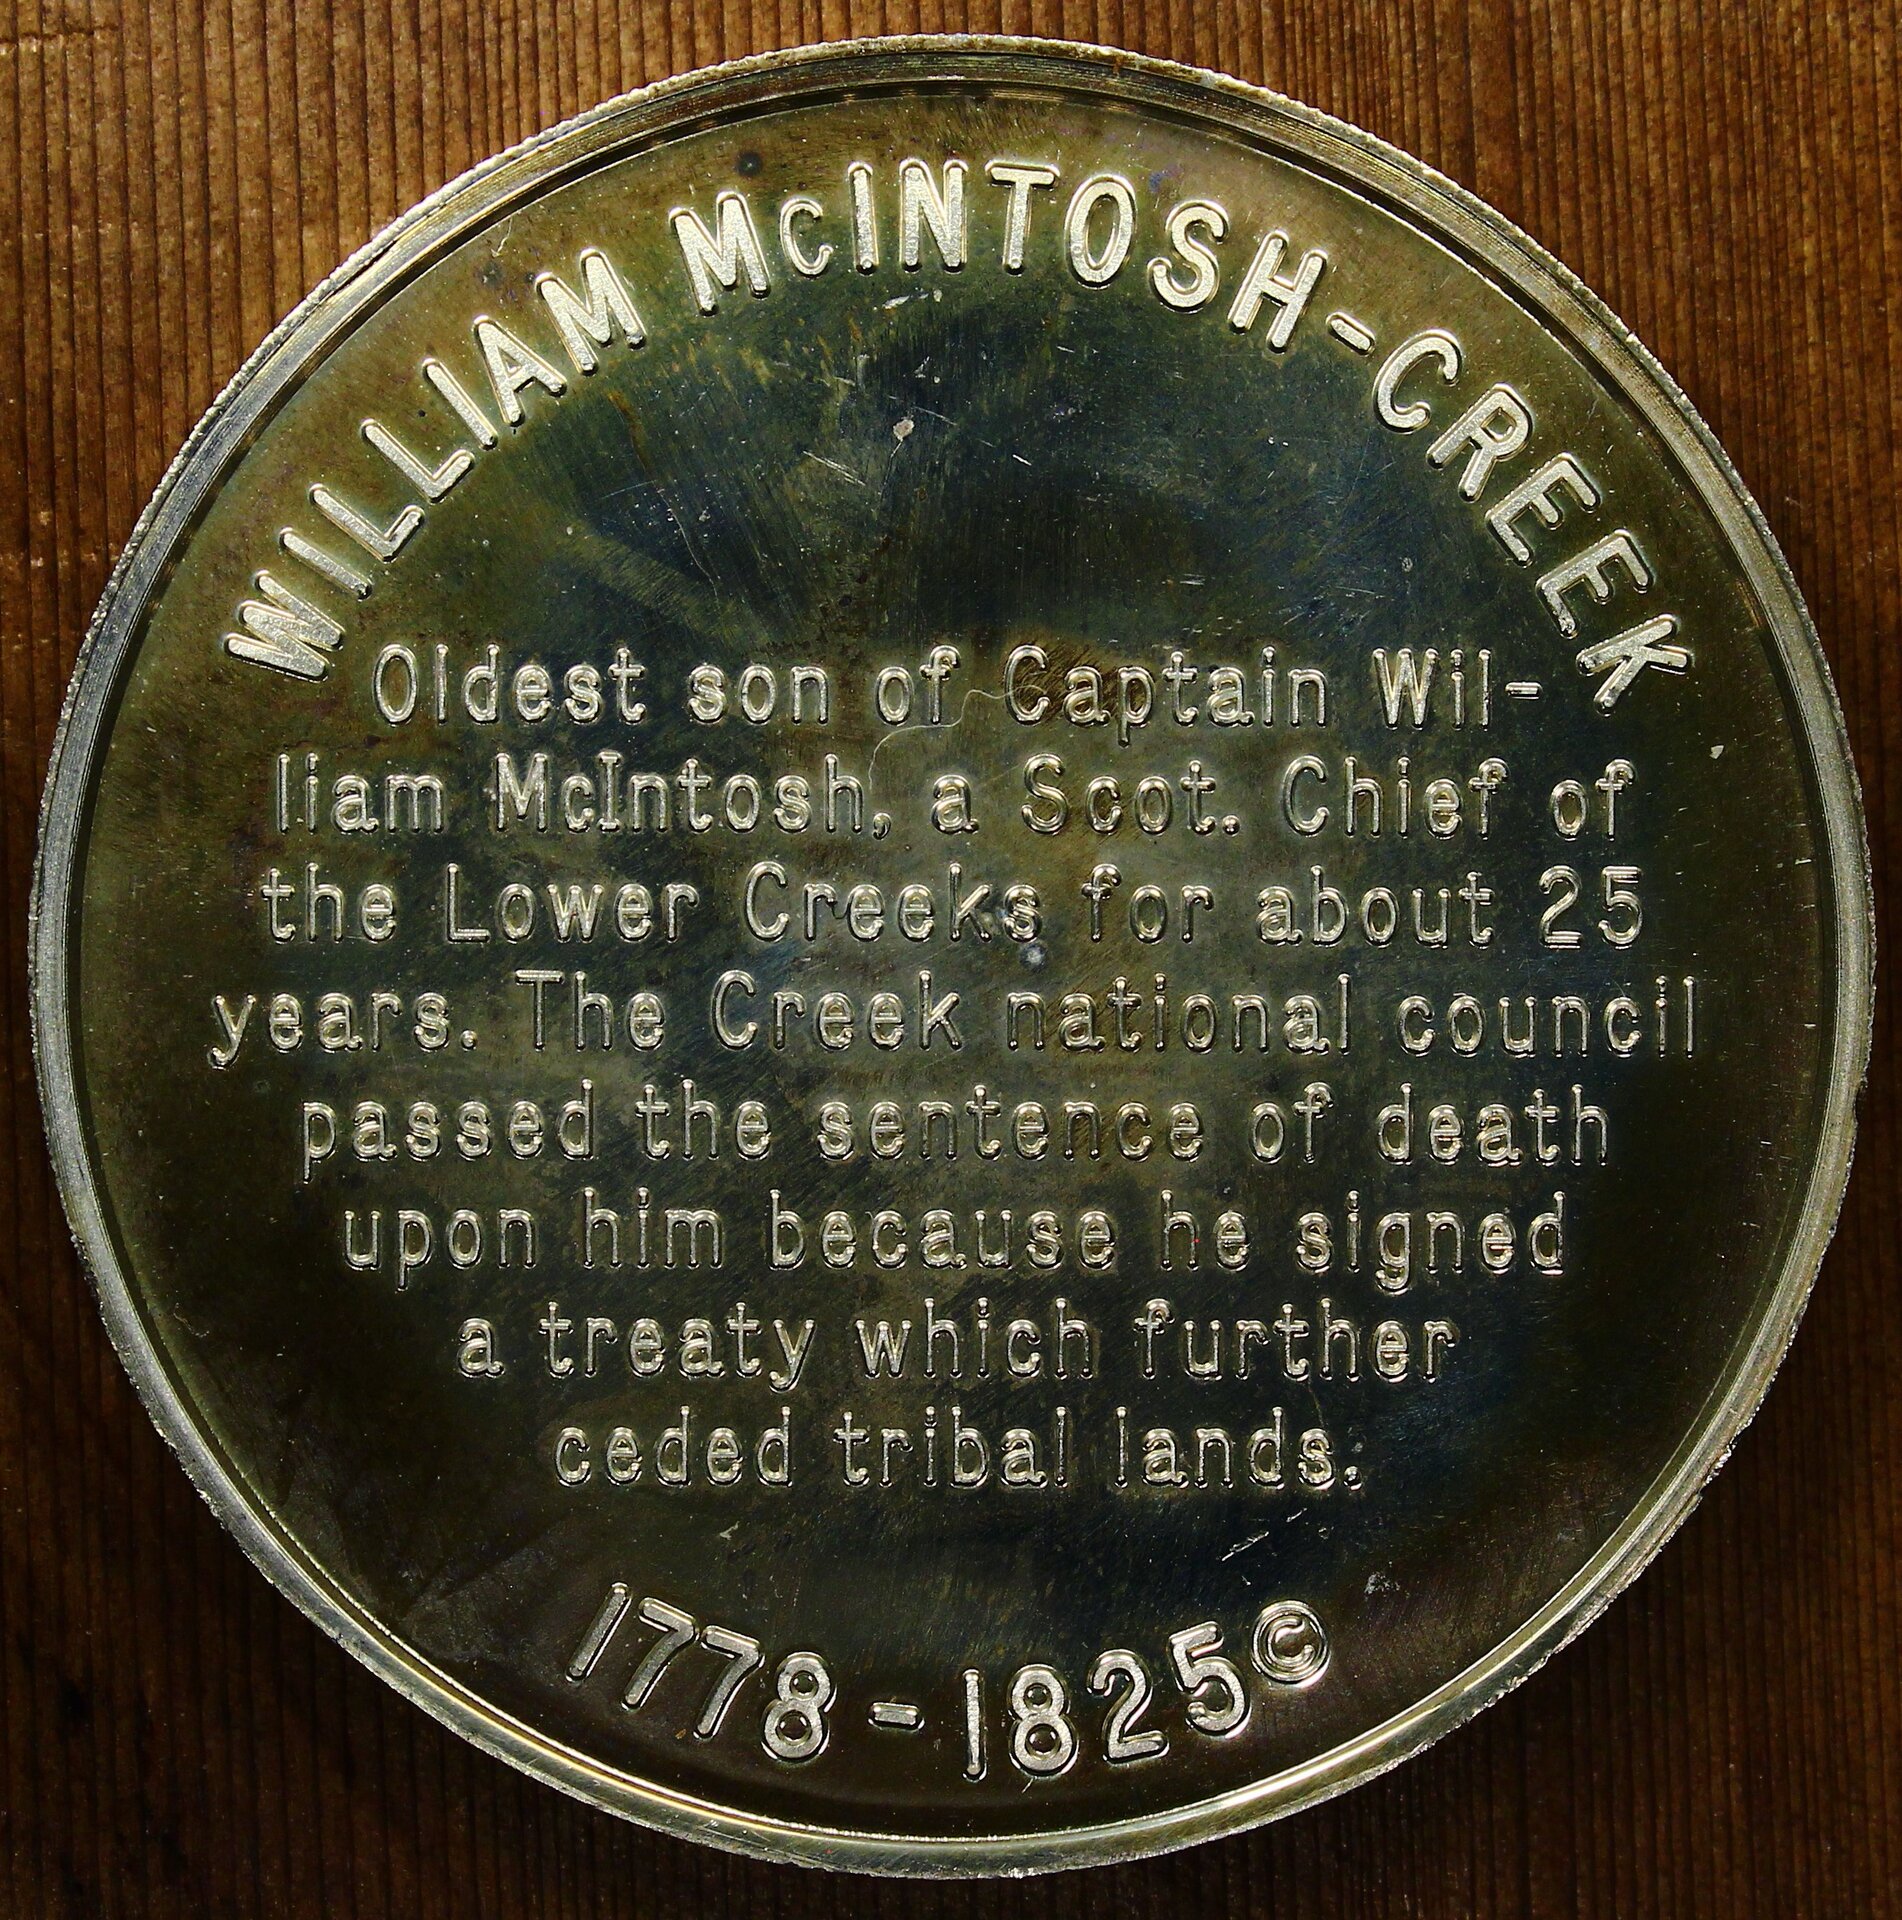 WILLIAM McINTOSH-CREEK
Oldest son of Captain Wil-
liam McIntosh, a Scot. Chief of
the Lower Creeks for about 25
years. The Creek national council
passed the sentence of death
upon him because he signed
a treaty which further
ceded tribal lands.
1778-1825©